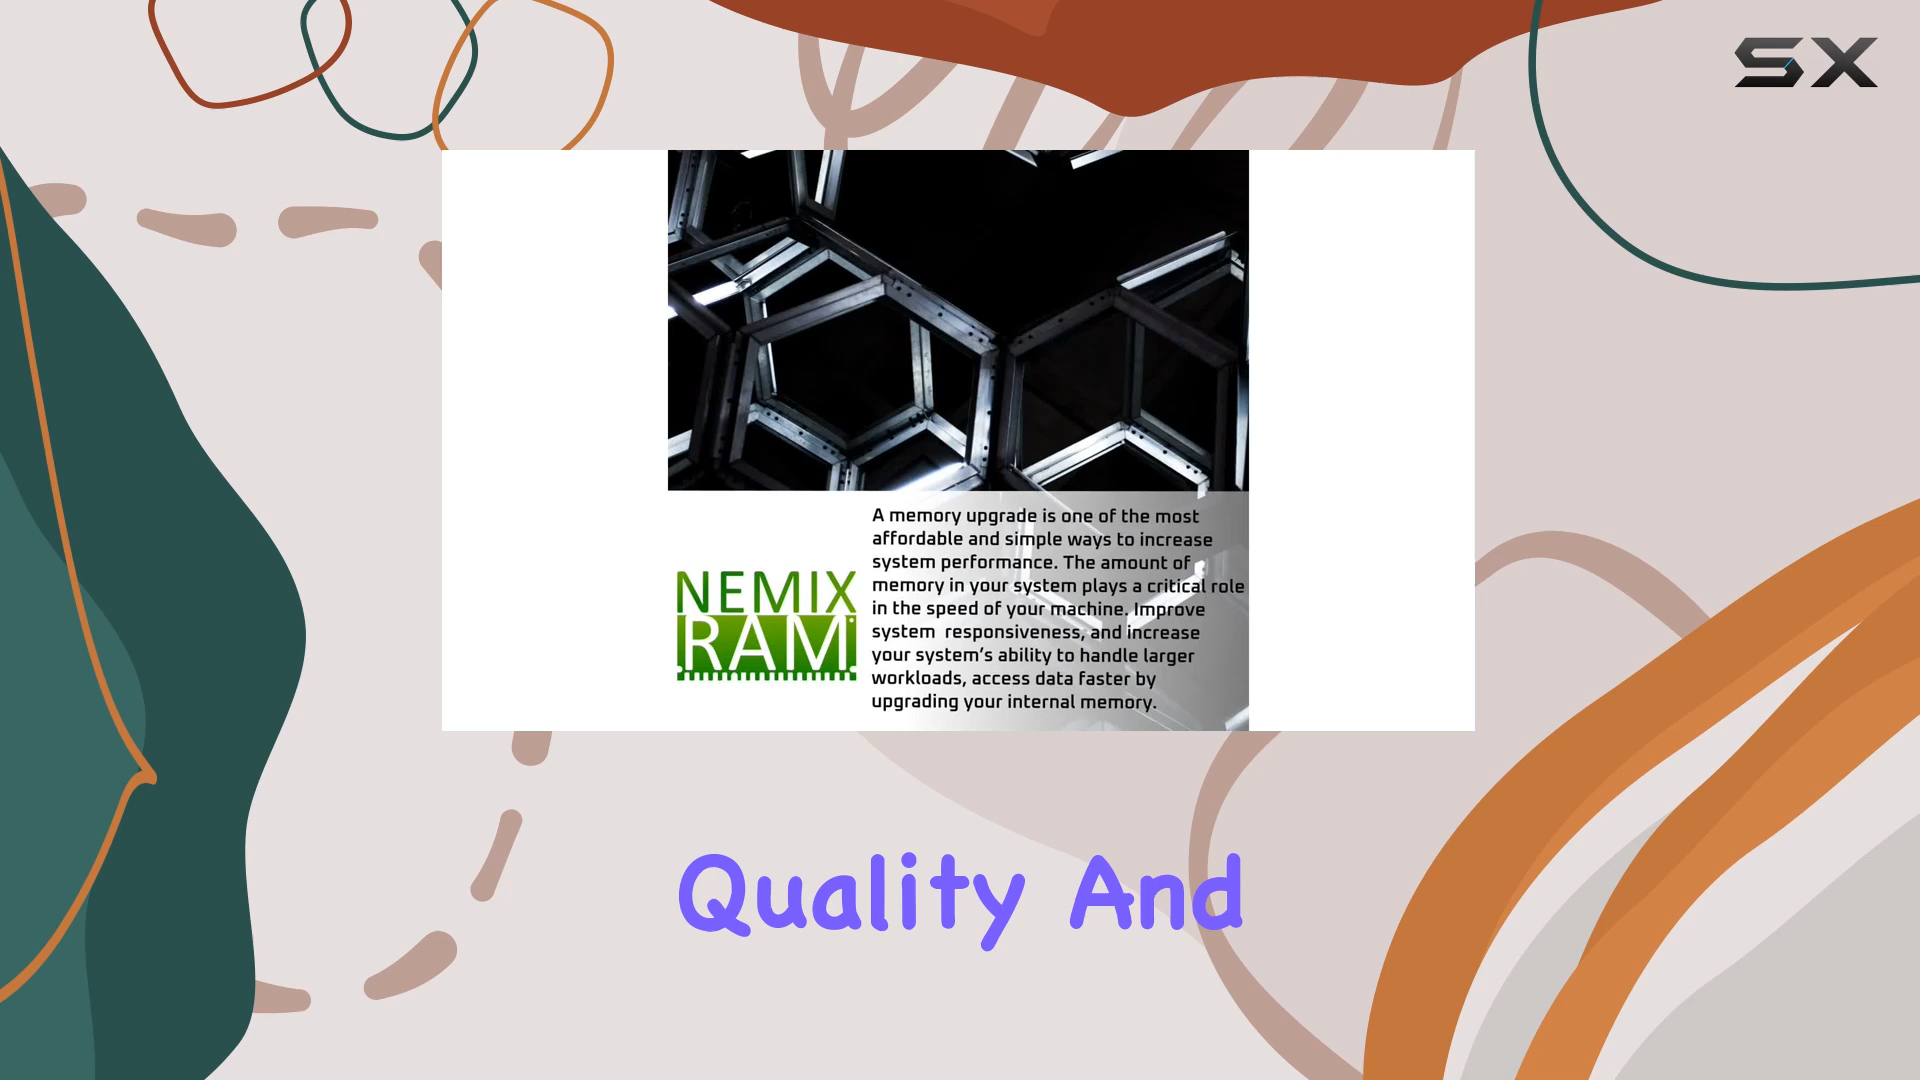 SX
A memory upgrade is one of the most
affordable and simple ways to increase
system performance. The amount of
memory in your system plays a critical role
in the speed of your machine. Improve
system responsiveness, and increase
your system's ability to handle larger
workloads, access data faster by
upgrading your internal memory.
NEMIX
RAM
Quality And